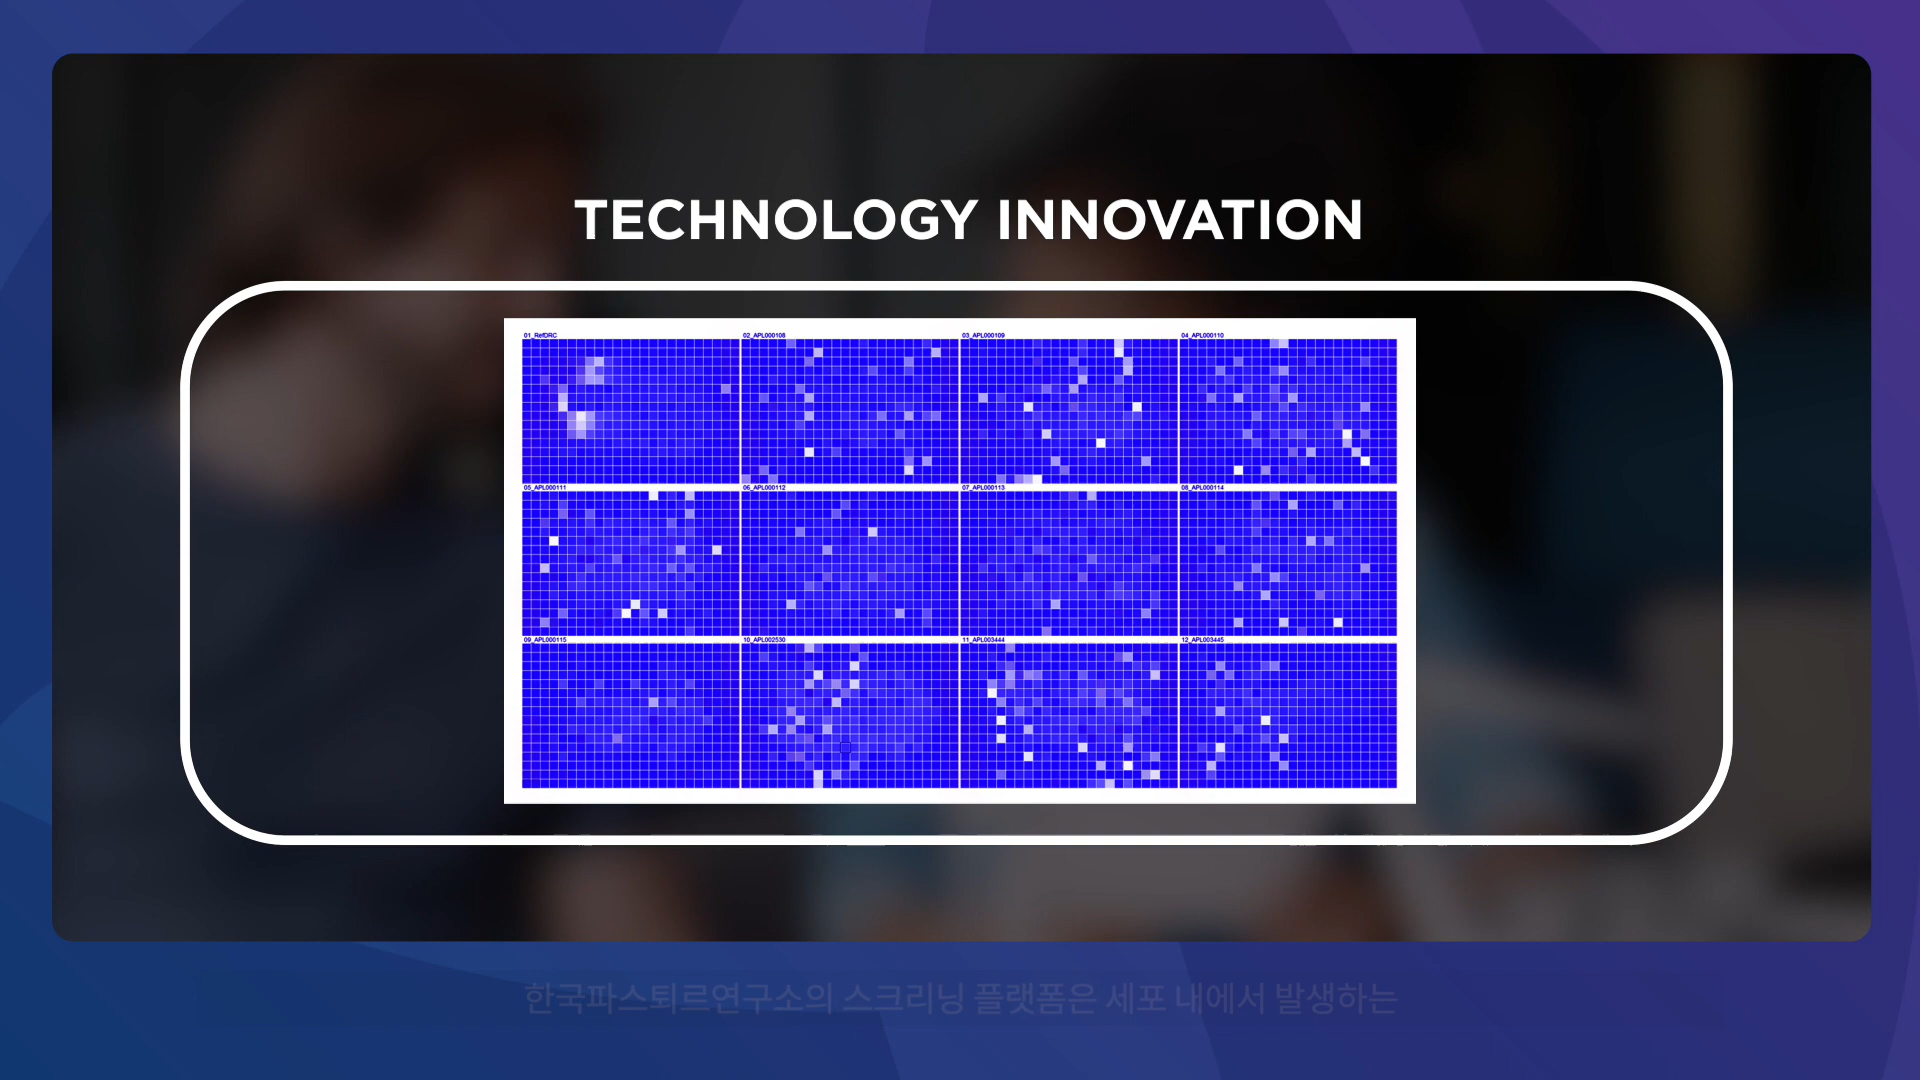 TECHNOLOGY INNOVATION
01_RefDRC
02_APL000108
03_APL000109
04_APL000110
05_APL000111
06_APL000112
07_APL000113
08_APL000114
09_APL000115
10_APL002530
11_APL003444
12_APL003445
한국파스퇴르연구소의 스크리닝 플랫폼은 세포 내에서 발생하는